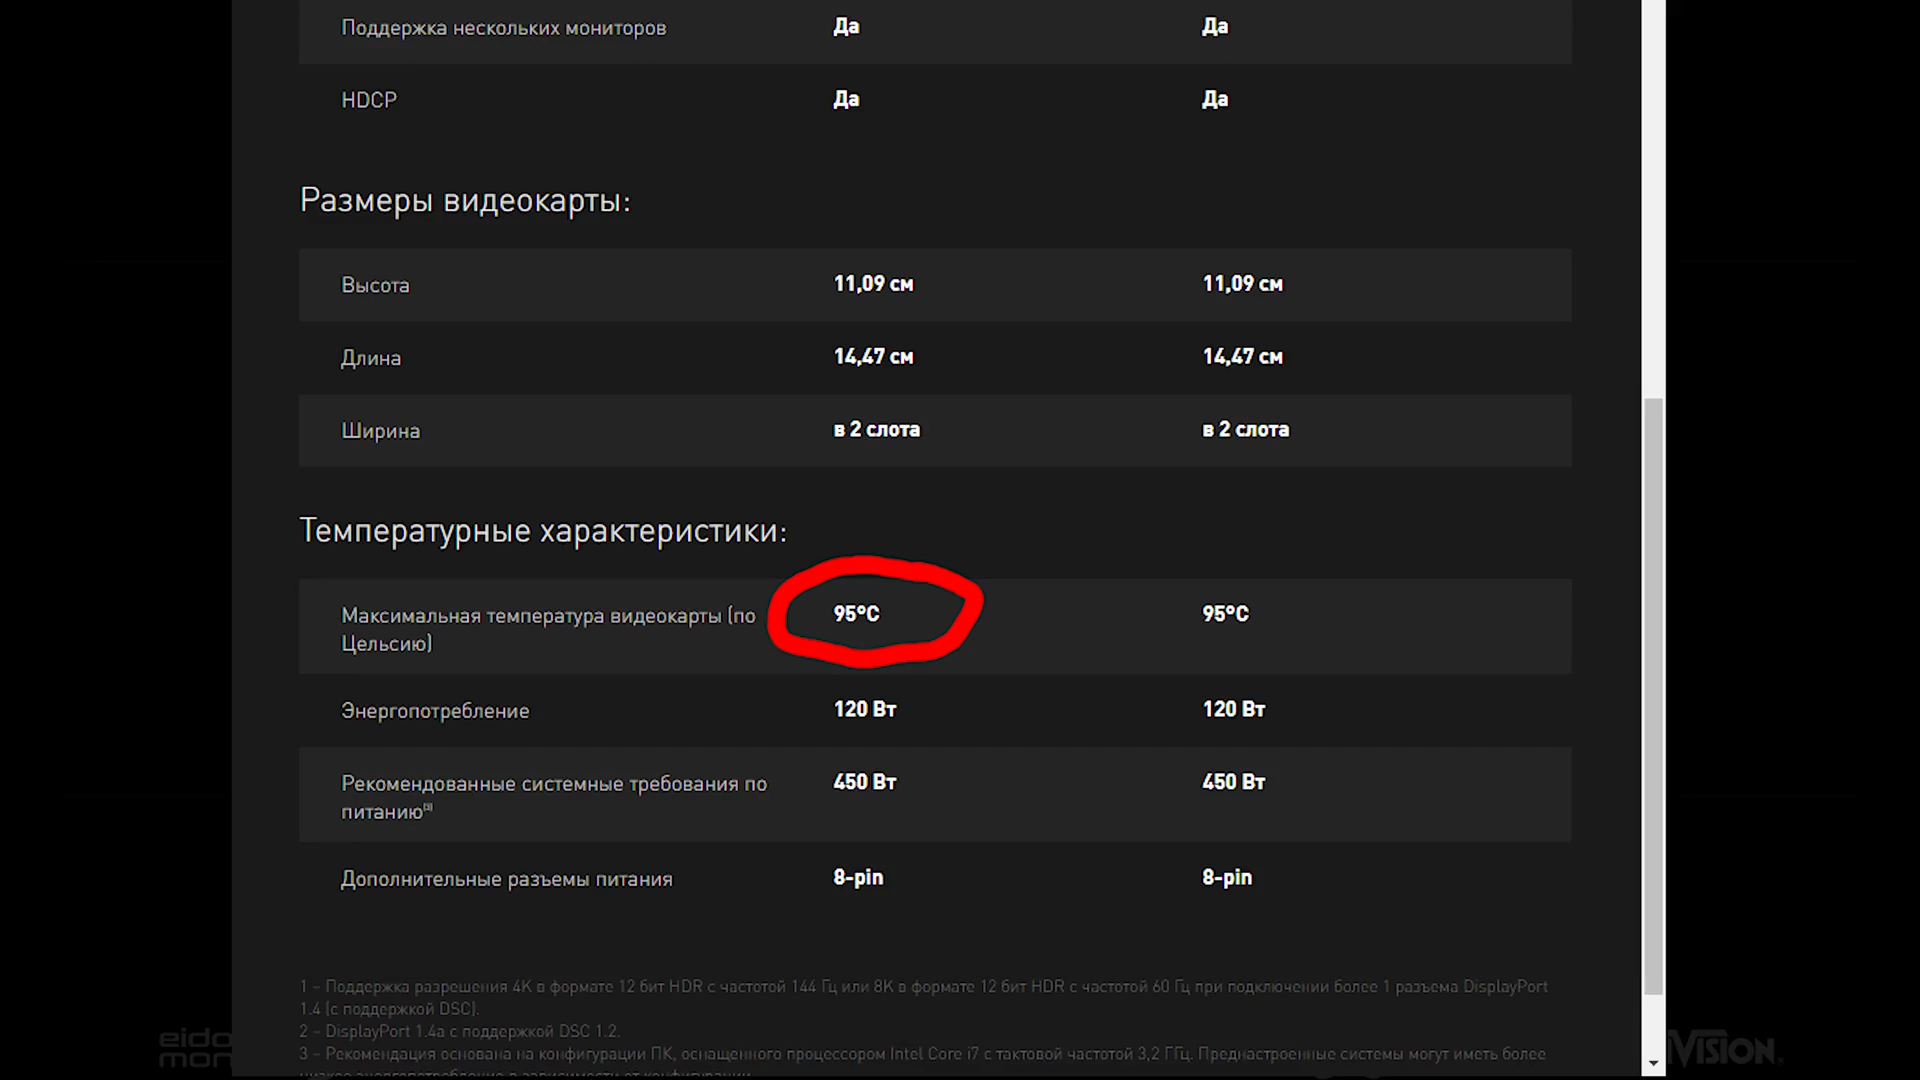 Поддержка нескольких мониторов Да Да
HDCP Да Да
Размеры видеокарты:
Высота 11,09 см 11,09 см
Длина 14,47 см 14,47 см
Ширина в 2 слота в 2 слота
Температурные характеристики:
Максимальная температура видеокарты (по 95°C 95°C
Цельсию)
Энергопотребление 120 Вт 120 Вт
Рекомендованные системные требования по 450 Вт 450 Вт
питанию[3]
Дополнительные разъемы питания 8-pin 8-pin
1 – Поддержка разрешения 4K в формате 12 бит HDR с частотой 144 Гц или 8K в формате 12 бит HDR с частотой 60 Гц при подключении более 1 разъема DisplayPort
1.4 (с поддержкой DSC).
2 – DisplayPort 1.4a с поддержкой DSC 1.2.
3 – Рекомендация основана на конфигурации ПК, оснащенного процессором Intel Core i7 с тактовой частотой 3,2 ГГц. Преднастроенные системы могут иметь более
eido
mon